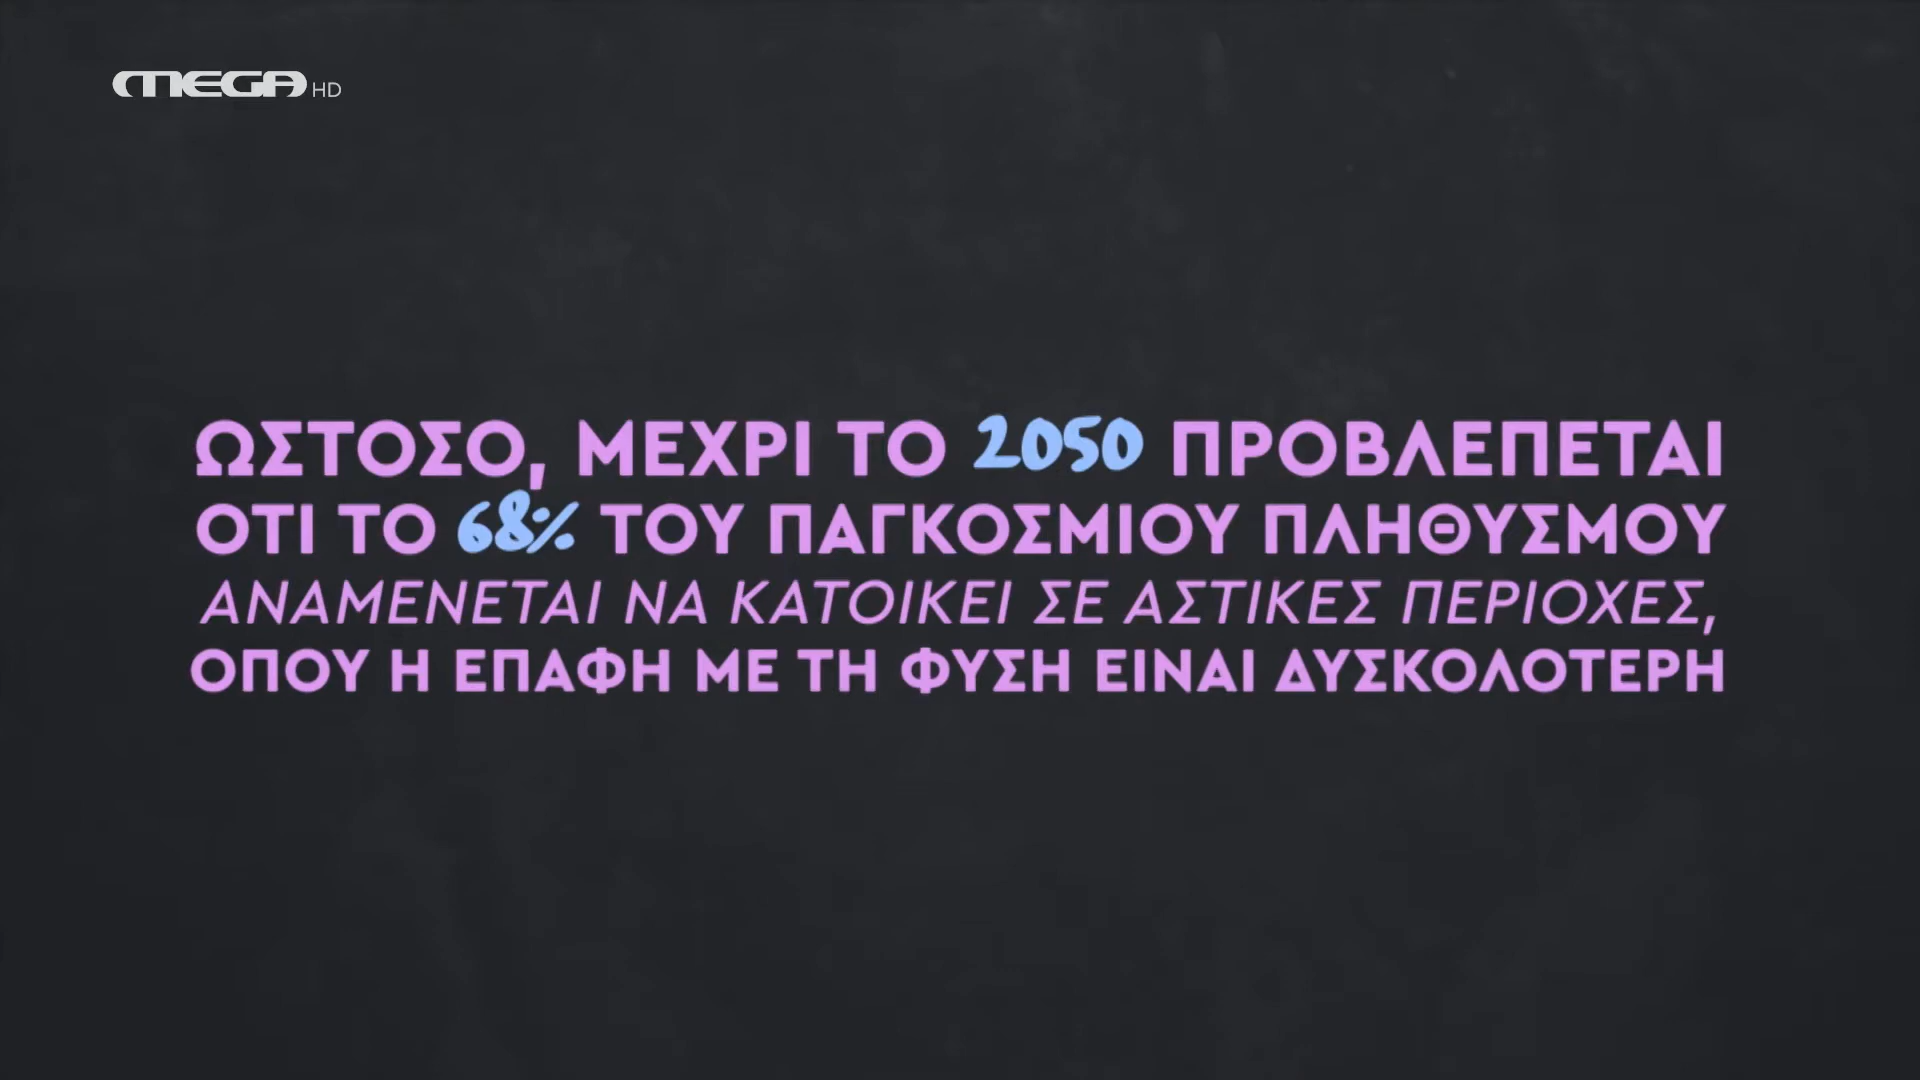 MEGA HD
ΩΣΤΟΣΟ, ΜΕΧΡΙ ΤΟ 2050 ΠΡΟΒΛΕΠΕΤΑΙ
ΟΤΙ ΤΟ 68% ΤΟΥ ΠΑΓΚΟΣΜΙΟΥ ΠΛΗΘΥΣΜΟΥ
ΑΝΑΜΕΝΕΤΑΙ ΝΑ ΚΑΤΟΙΚΕΙ ΣΕ ΑΣΤΙΚΕΣ ΠΕΡΙΟΧΕΣ,
ΟΠΟΥ Η ΕΠΑΦΗ ΜΕ ΤΗ ΦΥΣΗ ΕΙΝΑΙ ΔΥΣΚΟΛΟΤΕΡΗ